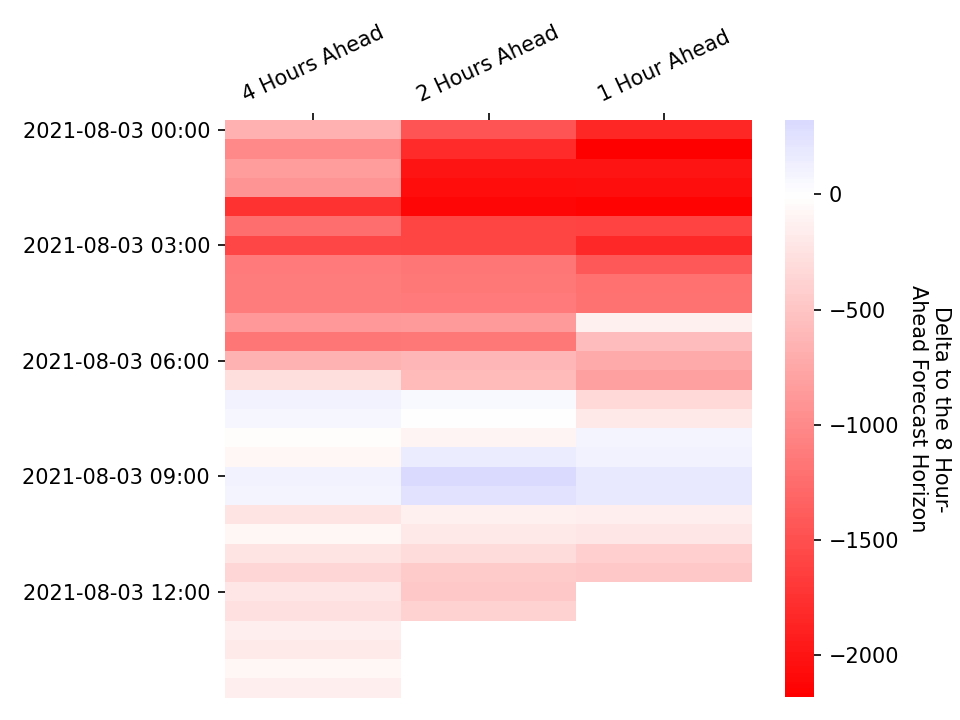 4 Hours Ahead
2 Hours Ahead
1 Hour Ahead
2021-08-03 00:00
2021-08-03 03:00
2021-08-03 06:00
2021-08-03 09:00
2021-08-03 12:00
0
−500
−1000
−1500
−2000
Delta to the 8 Hour-
Ahead Forecast Horizon